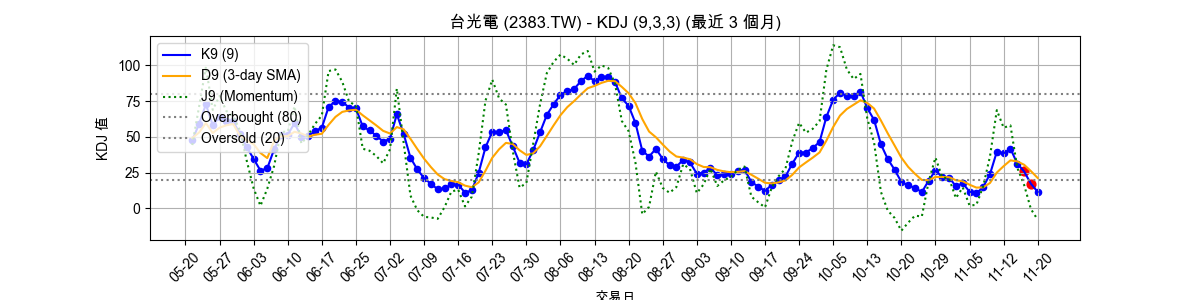 台光電 (2383.TW) - KDJ (9,3,3) (最近 3 個月)
KDJ 值
100
75
50
25
0
K9 (9)
D9 (3-day SMA)
J9 (Momentum)
Overbought (80)
Oversold (20)
05-20 05-27 06-03 06-10 06-17 06-25 07-02 07-09 07-16 07-23 07-30 08-06 08-13 08-20 08-27 09-03 09-10 09-17 09-24 10-05 10-13 10-20 10-29 11-05 11-12 11-20
交易日